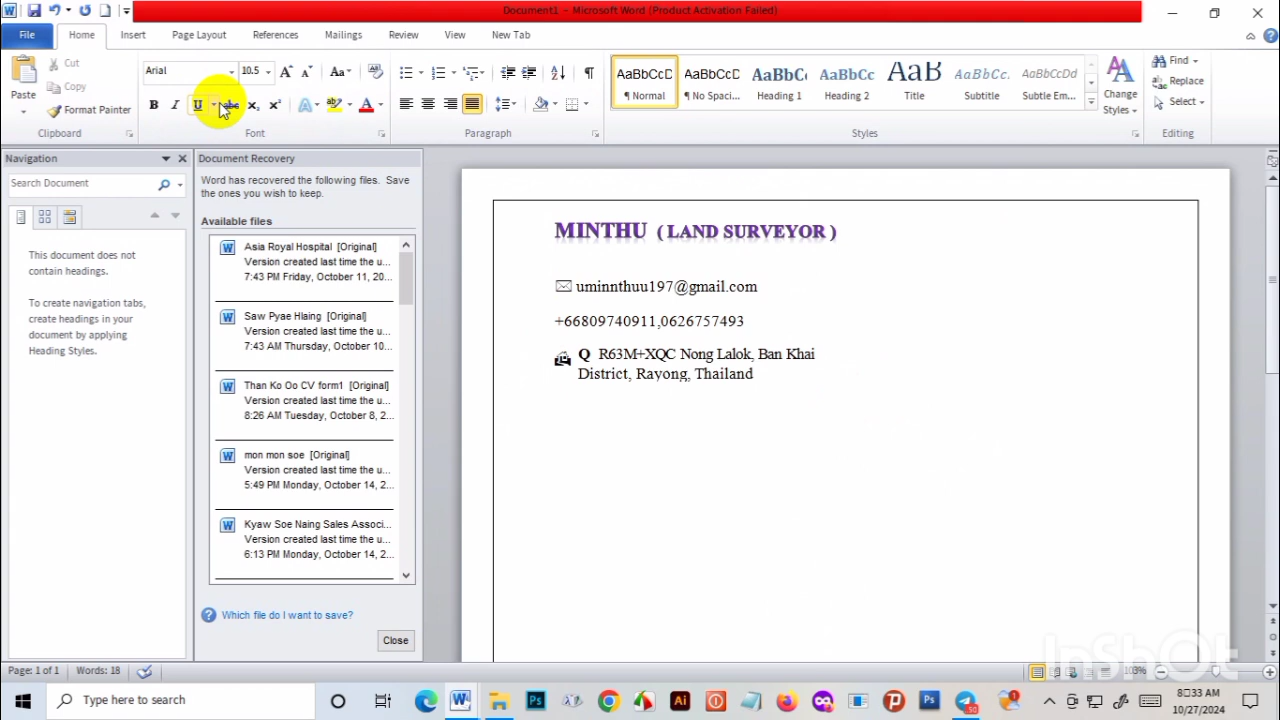 Document1 – Microsoft Word (Product Activation Failed)
File Home Insert Page Layout References Mailings Review View New Tab
Paste
Cut
Copy
Format Painter
Clipboard
Arial 10.5
Font
Paragraph
AaBbCcD AaBbCcD AaBbC AaBbCc AaB AaBbCc. AaBbCcDd
¶ Normal ¶ No Spaci... Heading 1 Heading 2 Title Subtitle Subtle Em...
Change
Styles
Styles
Find
Replace
Select
Editing
Navigation
Search Document
This document does not
contain headings.
To create navigation tabs,
create headings in your
document by applying
Heading Styles.
Document Recovery
Word has recovered the following files. Save
the ones you wish to keep.
Available files
Asia Royal Hospital [Original]
Version created last time the u...
7:43 PM Friday, October 11, 20...
Saw Pyae Hlaing [Original]
Version created last time the u...
7:43 AM Thursday, October 10...
Than Ko Oo CV form1 [Original]
Version created last time the u...
8:26 AM Tuesday, October 8, 2...
mon mon soe [Original]
Version created last time the u...
5:49 PM Monday, October 14, 2...
Kyaw Soe Naing Sales Associ...
Version created last time the u...
6:13 PM Monday, October 14, 2...
Which file do I want to save?
Close
MINTHU ( LAND SURVEYOR )
uminnthuu197@gmail.com
+66809740911,0626757493
Q R63M+XQC Nong Lalok, Ban Khai
District, Rayong, Thailand
InShOt
Page: 1 of 1 Words: 18
Type here to search
8:33 AM
10/27/2024